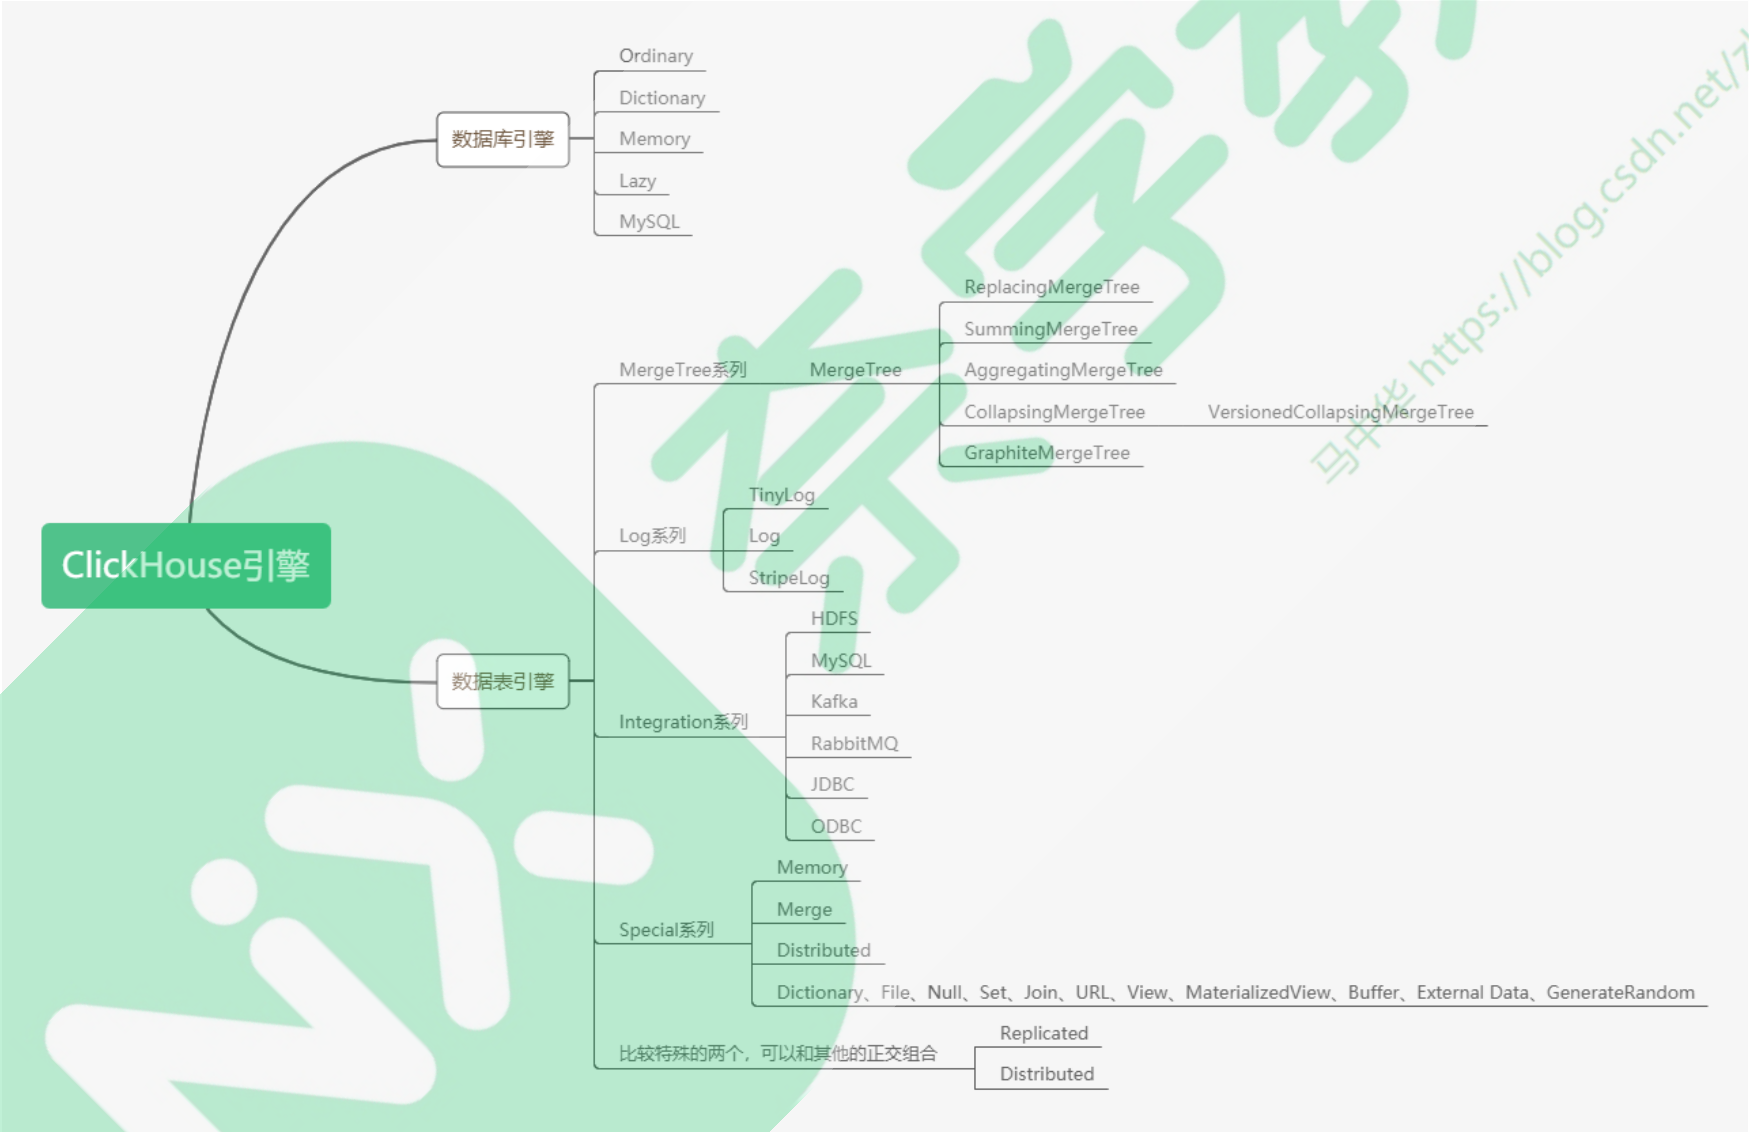 Ordinary
Dictionary
数据库引擎
Memory
Lazy
MySQL
ReplacingMergeTree
SummingMergeTree
MergeTree系列
MergeTree
AggregatingMergeTree
CollapsingMergeTree
VersionedCollapsingMergeTree
GraphiteMergeTree
TinyLog
Log系列
Log
StripeLog
ClickHouse引擎
HDFS
MySQL
数据表引擎
Kafka
Integration系列
RabbitMQ
JDBC
ODBC
Memory
Merge
Special系列
Distributed
Dictionary、File、Null、Set、Join、URL、View、MaterializedView、Buffer、External Data、GenerateRandom
比较特殊的两个，可以和其他的正交组合
Replicated
Distributed
奈学
马中华 https://blog.csdn.net/